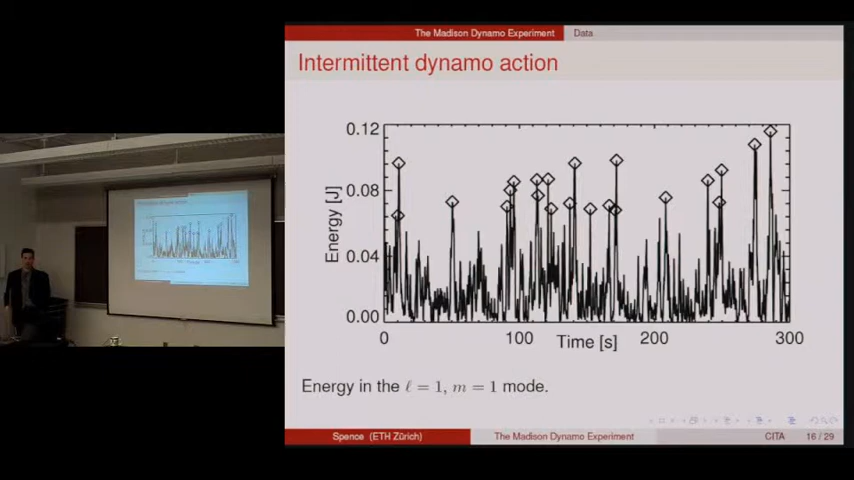 The Madison Dynamo Experiment Data
Intermittent dynamo action
0.12
0.08
0.04
0.00
Energy [J]
0 100 200 300
Time [s]
Energy in the ℓ = 1, m = 1 mode.
Spence (ETH Zürich) The Madison Dynamo Experiment CITA 16 / 29